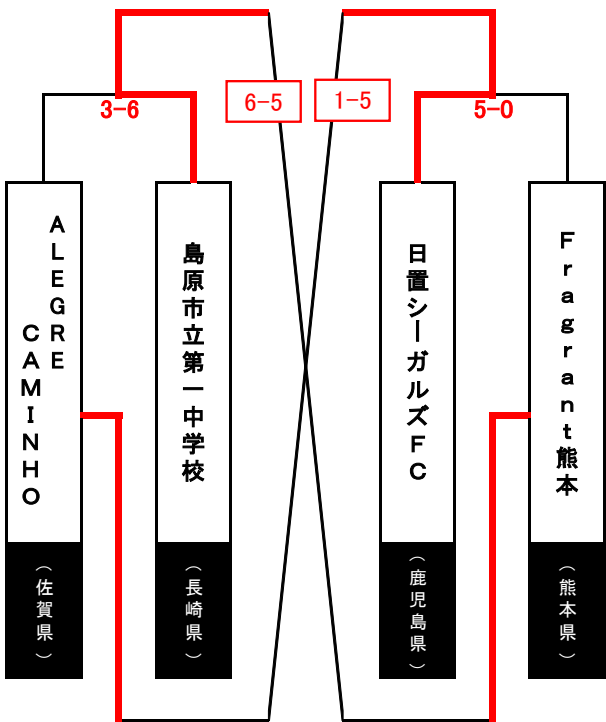 3-6
6-5
1-5
5-0
ALEGRE
CAMINHO
島原市立第一中学校
日置シーガルズFC
Fragrant熊本
（佐賀県）
（長崎県）
（鹿児島県）
（熊本県）